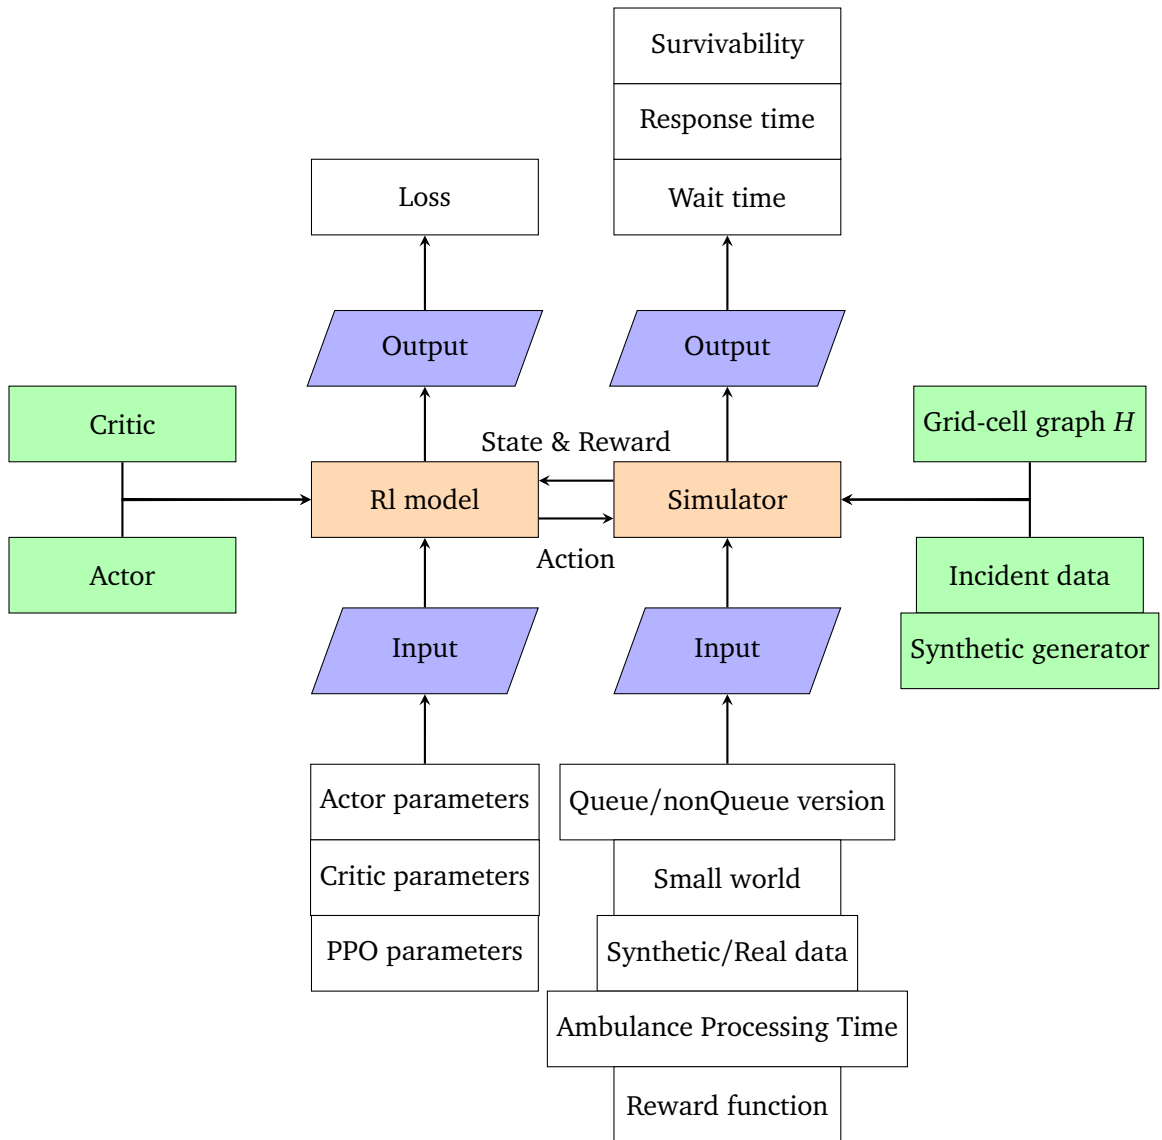 Survivability
Response time
Loss
Wait time
Output
Output
Critic
Grid-cell graph H
State & Reward
Rl model
Simulator
Action
Actor
Incident data
Input
Input
Synthetic generator
Actor parameters
Queue/nonQueue version
Critic parameters
Small world
PPO parameters
Synthetic/Real data
Ambulance Processing Time
Reward function